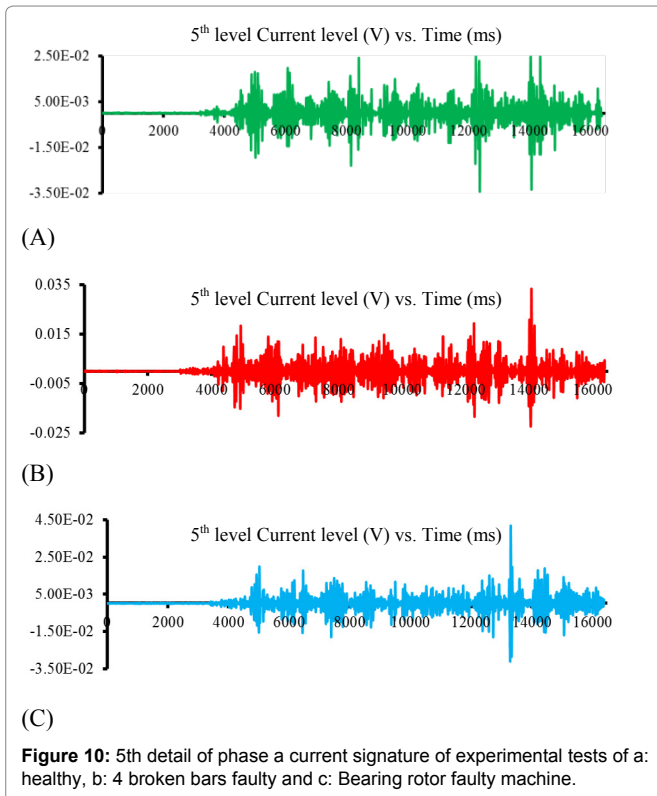 5th level Current level (V) vs. Time (ms)
2.50E-02
5.00E-03
-1.50E-02
-3.50E-02
0 2000 4000 6000 8000 10000 12000 14000 16000
(A)
5th level Current level (V) vs. Time (ms)
0.035
0.015
-0.005
-0.025
0 2000 4000 6000 8000 10000 12000 14000 16000
(B)
5th level Current level (V) vs. Time (ms)
4.50E-02
2.50E-02
5.00E-03
-1.50E-02
-3.50E-02
0 2000 4000 6000 8000 10000 12000 14000 16000
(C)
Figure 10: 5th detail of phase a current signature of experimental tests of a:
healthy, b: 4 broken bars faulty and c: Bearing rotor faulty machine.